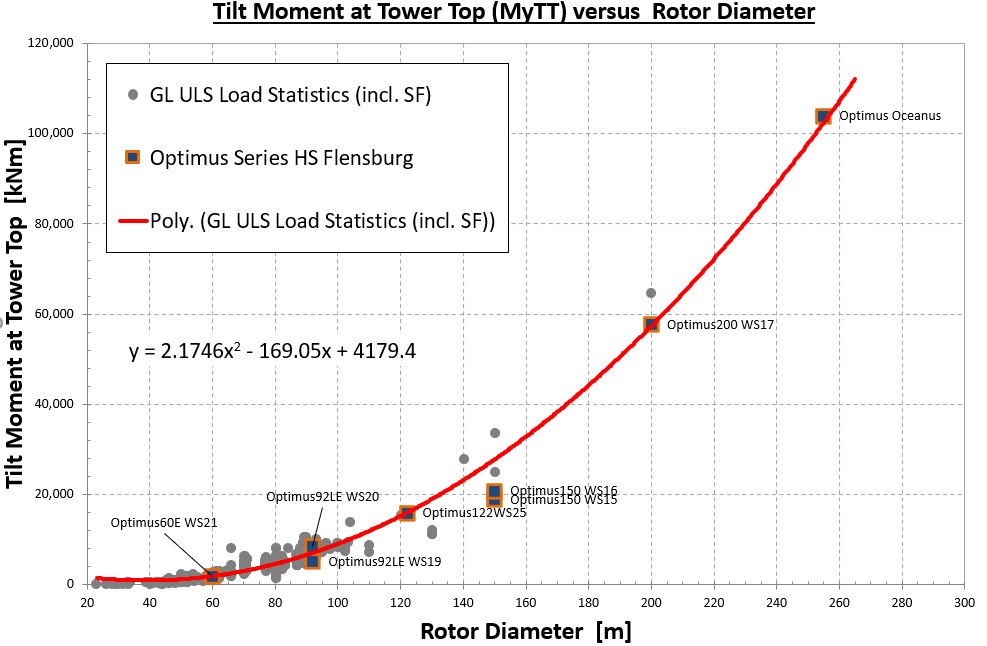 Tilt Moment at Tower Top (MyTT) versus Rotor Diameter
120,000
100,000
80,000
60,000
40,000
20,000
0
Tilt Moment at Tower Top [kNm]
GL ULS Load Statistics (incl. SF)
Optimus Series HS Flensburg
Poly. (GL ULS Load Statistics (incl. SF))
y = 2.1746x² - 169.05x + 4179.4
Optimus Oceanus
Optimus200 WS17
Optimus150 WS16
Optimus150 WS15
Optimus92LE WS20
Optimus122WS25
Optimus60E WS21
Optimus92LE WS19
20 40 60 80 100 120 140 160 180 200 220 240 260 280 300
Rotor Diameter [m]